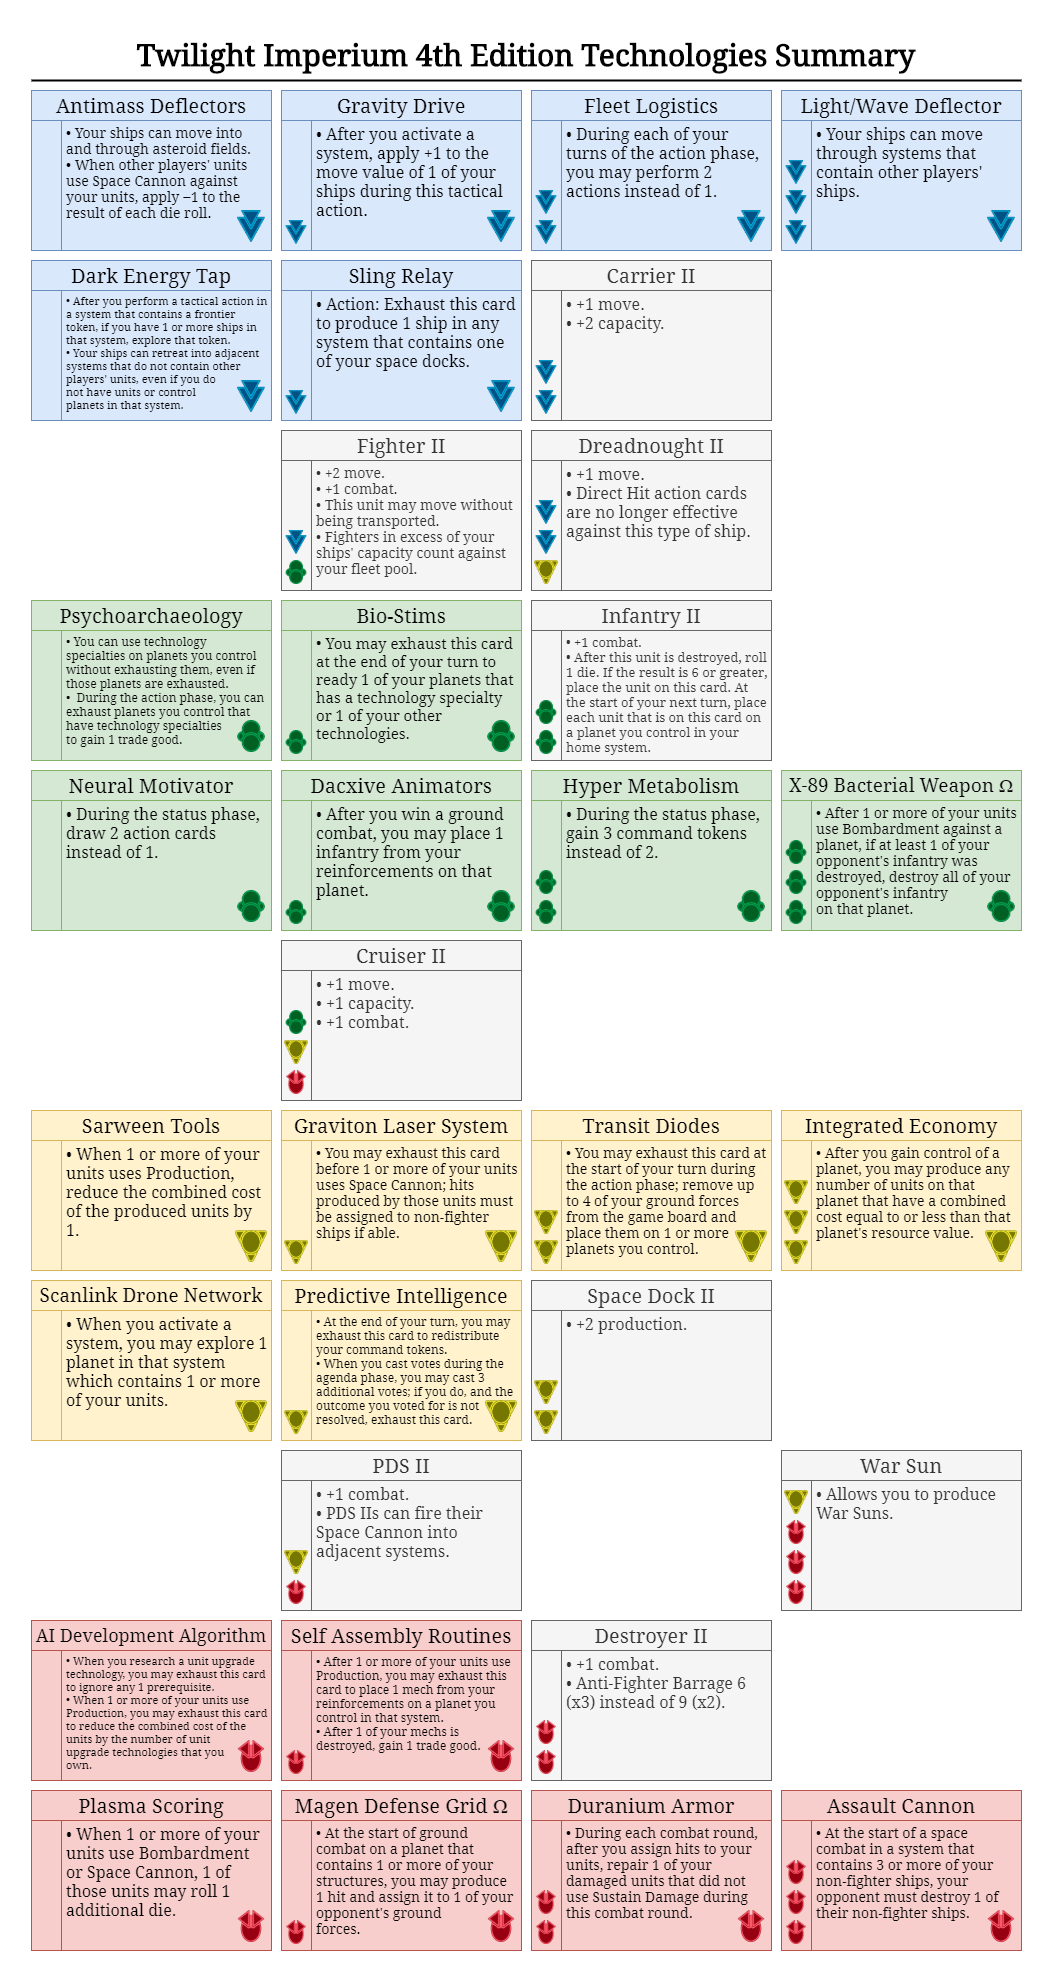 Twilight Imperium 4th Edition Technologies Summary
Antimass Deflectors
• Your ships can move into
and through asteroid fields.
• When other players' units
use Space Cannon against
your units, apply −1 to the
result of each die roll.
Gravity Drive
• After you activate a
system, apply +1 to the
move value of 1 of your
ships during this tactical
action.
Fleet Logistics
• During each of your
turns of the action phase,
you may perform 2
actions instead of 1.
Light/Wave Deflector
• Your ships can move
through systems that
contain other players'
ships.
Dark Energy Tap
• After you perform a tactical action in
a system that contains a frontier
token, if you have 1 or more ships in
that system, explore that token.
• Your ships can retreat into adjacent
systems that do not contain other
players' units, even if you do
not have units or control
planets in that system.
Sling Relay
• Action: Exhaust this card
to produce 1 ship in any
system that contains one
of your space docks.
Carrier II
• +1 move.
• +2 capacity.
Fighter II
• +2 move.
• +1 combat.
• This unit may move without
being transported.
• Fighters in excess of your
ships' capacity count against
your fleet pool.
Dreadnought II
• +1 move.
• Direct Hit action cards
are no longer effective
against this type of ship.
Psychoarchaeology
• You can use technology
specialties on planets you control
without exhausting them, even if
those planets are exhausted.
• During the action phase, you can
exhaust planets you control that
have technology specialties
to gain 1 trade good.
Bio-Stims
• You may exhaust this card
at the end of your turn to
ready 1 of your planets that
has a technology specialty
or 1 of your other
technologies.
Infantry II
• +1 combat.
• After this unit is destroyed, roll
1 die. If the result is 6 or greater,
place the unit on this card. At
the start of your next turn, place
each unit that is on this card on
a planet you control in your
home system.
Neural Motivator
• During the status phase,
draw 2 action cards
instead of 1.
Dacxive Animators
• After you win a ground
combat, you may place 1
infantry from your
reinforcements on that
planet.
Hyper Metabolism
• During the status phase,
gain 3 command tokens
instead of 2.
X-89 Bacterial Weapon Ω
• After 1 or more of your units
use Bombardment against a
planet, if at least 1 of your
opponent's infantry was
destroyed, destroy all of your
opponent's infantry
on that planet.
Cruiser II
• +1 move.
• +1 capacity.
• +1 combat.
Sarween Tools
• When 1 or more of your
units uses Production,
reduce the combined cost
of the produced units by
1.
Graviton Laser System
• You may exhaust this card
before 1 or more of your units
uses Space Cannon; hits
produced by those units must
be assigned to non-fighter
ships if able.
Transit Diodes
• You may exhaust this card at
the start of your turn during
the action phase; remove up
to 4 of your ground forces
from the game board and
place them on 1 or more
planets you control.
Integrated Economy
• After you gain control of a
planet, you may produce any
number of units on that
planet that have a combined
cost equal to or less than that
planet's resource value.
Scanlink Drone Network
• When you activate a
system, you may explore 1
planet in that system
which contains 1 or more
of your units.
Predictive Intelligence
• At the end of your turn, you may
exhaust this card to redistribute
your command tokens.
• When you cast votes during the
agenda phase, you may cast 3
additional votes; if you do, and the
outcome you voted for is not
resolved, exhaust this card.
Space Dock II
• +2 production.
PDS II
• +1 combat.
• PDS IIs can fire their
Space Cannon into
adjacent systems.
War Sun
• Allows you to produce
War Suns.
AI Development Algorithm
• When you research a unit upgrade
technology, you may exhaust this card
to ignore any 1 prerequisite.
• When 1 or more of your units use
Production, you may exhaust this card
to reduce the combined cost of the
units by the number of unit
upgrade technologies that you
own.
Self Assembly Routines
• After 1 or more of your units use
Production, you may exhaust this
card to place 1 mech from your
reinforcements on a planet you
control in that system.
• After 1 of your mechs is
destroyed, gain 1 trade good.
Destroyer II
• +1 combat.
• Anti-Fighter Barrage 6
(x3) instead of 9 (x2).
Plasma Scoring
• When 1 or more of your
units use Bombardment
or Space Cannon, 1 of
those units may roll 1
additional die.
Magen Defense Grid Ω
• At the start of ground
combat on a planet that
contains 1 or more of your
structures, you may produce
1 hit and assign it to 1 of your
opponent's ground
forces.
Duranium Armor
• During each combat round,
after you assign hits to your
units, repair 1 of your
damaged units that did not
use Sustain Damage during
this combat round.
Assault Cannon
• At the start of a space
combat in a system that
contains 3 or more of your
non-fighter ships, your
opponent must destroy 1 of
their non-fighter ships.